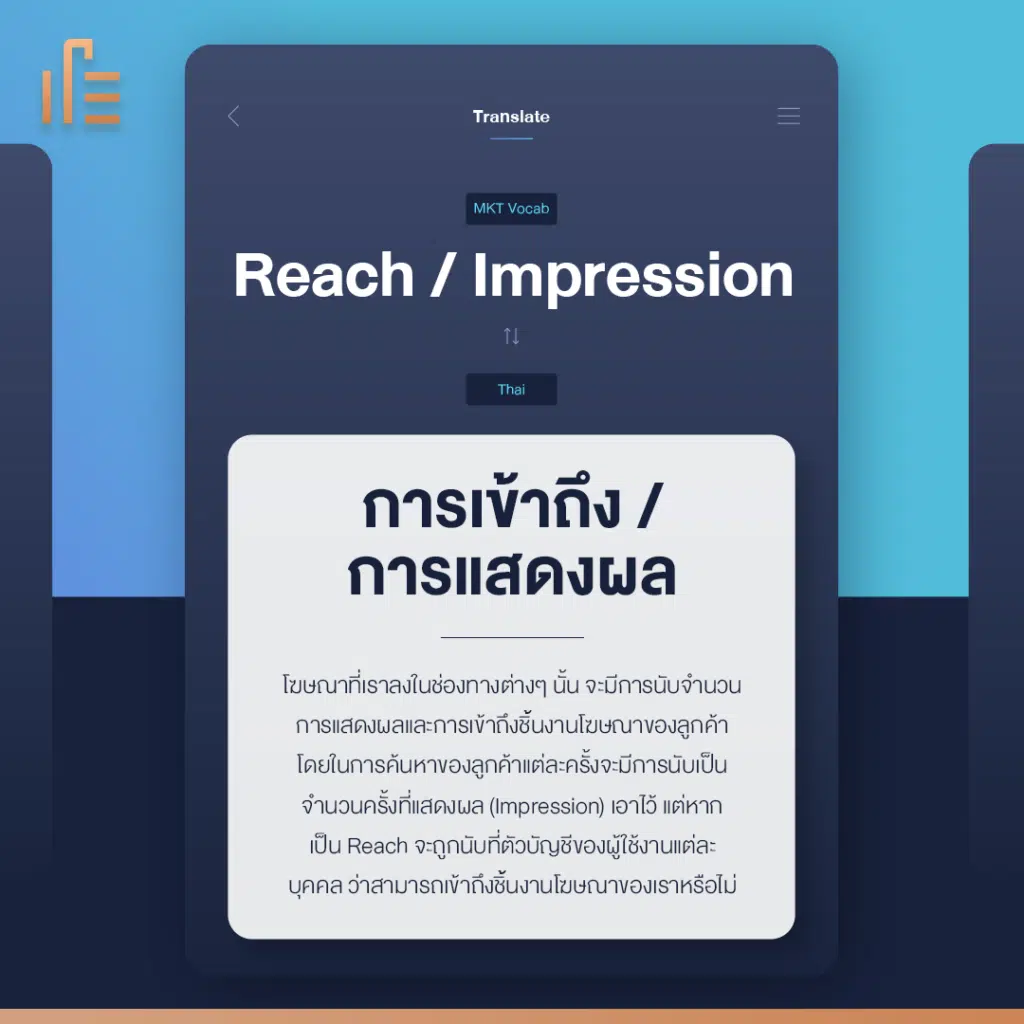 Translate
MKT Vocab
Reach / Impression
Thai
การเข้าถึง /
การแสดงผล
โฆษณาที่เราลงในช่องทางต่างๆ นั้น จะมีการนับจำนวน
การแสดงผลและการเข้าถึงชิ้นงานโฆษณาของลูกค้า
โดยในการค้นหาของลูกค้าแต่ละครั้งจะมีการนับเป็น
จำนวนครั้งที่แสดงผล (Impression) เอาไว้ แต่หาก
เป็น Reach จะถูกนับที่ตัวบัญชีของผู้ใช้งานแต่ละ
บุคคล ว่าสามารถเข้าถึงชิ้นงานโฆษณาของเราหรือไม่